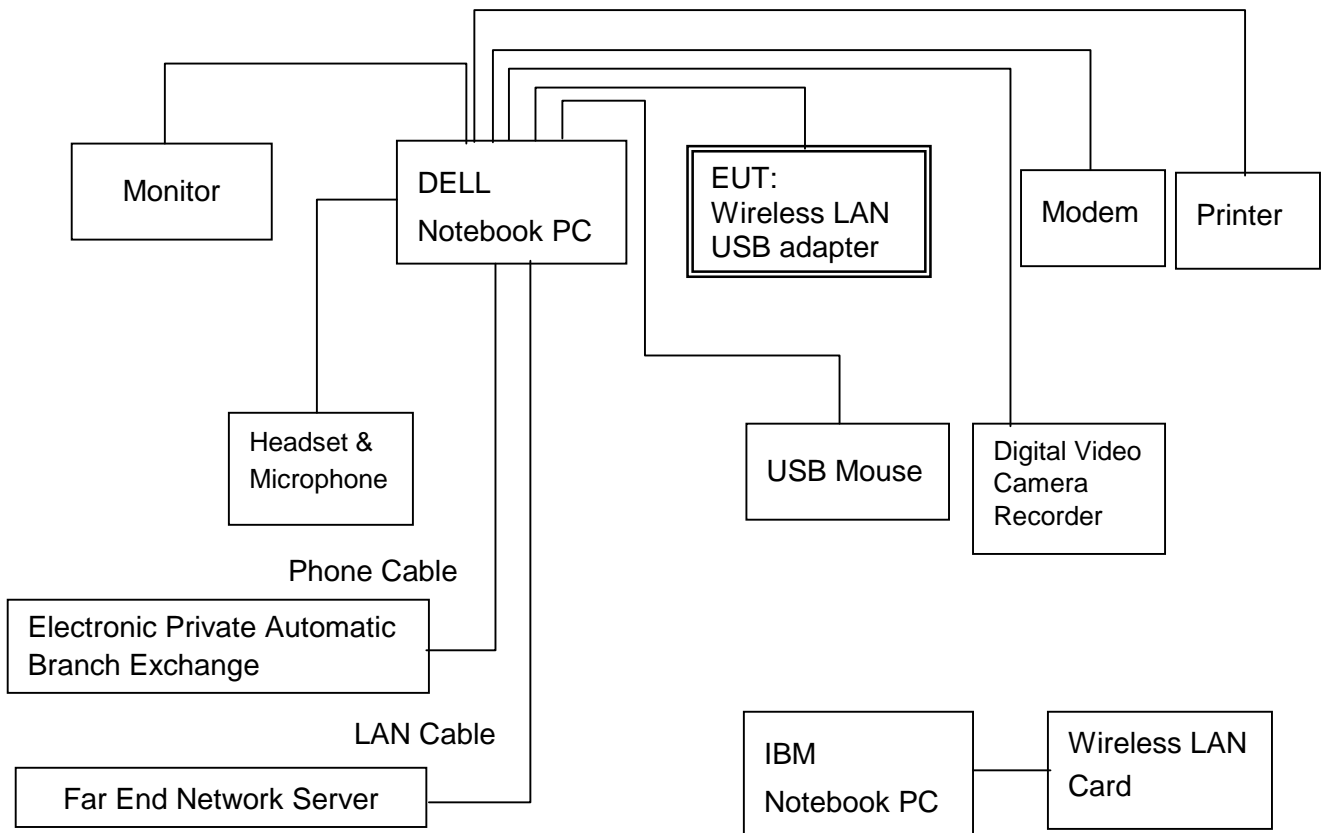 Monitor
DELL
Notebook PC
EUT:
Wireless LAN
USB adapter
Modem
Printer
Headset &
Microphone
USB Mouse
Digital Video
Camera
Recorder
Phone Cable
Electronic Private Automatic
Branch Exchange
LAN Cable
Far End Network Server
IBM
Notebook PC
Wireless LAN
Card